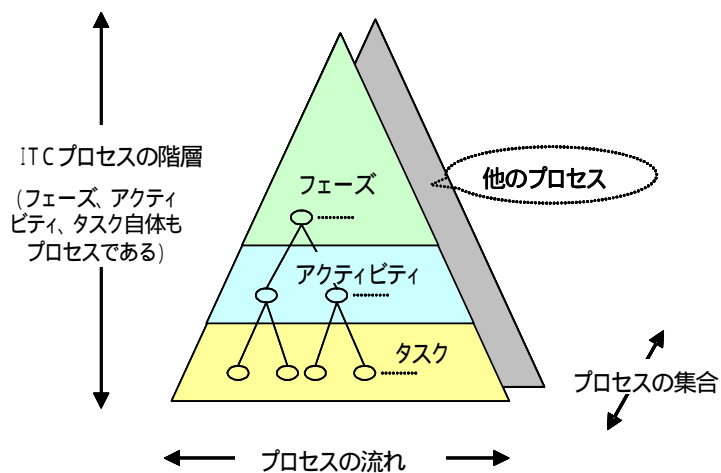 ITCプロセスの階層
(フェーズ、アクティ
ビティ、タスク自体も
プロセスである)
フェーズ
他のプロセス
アクティビティ
タスク
プロセスの集合
プロセスの流れ